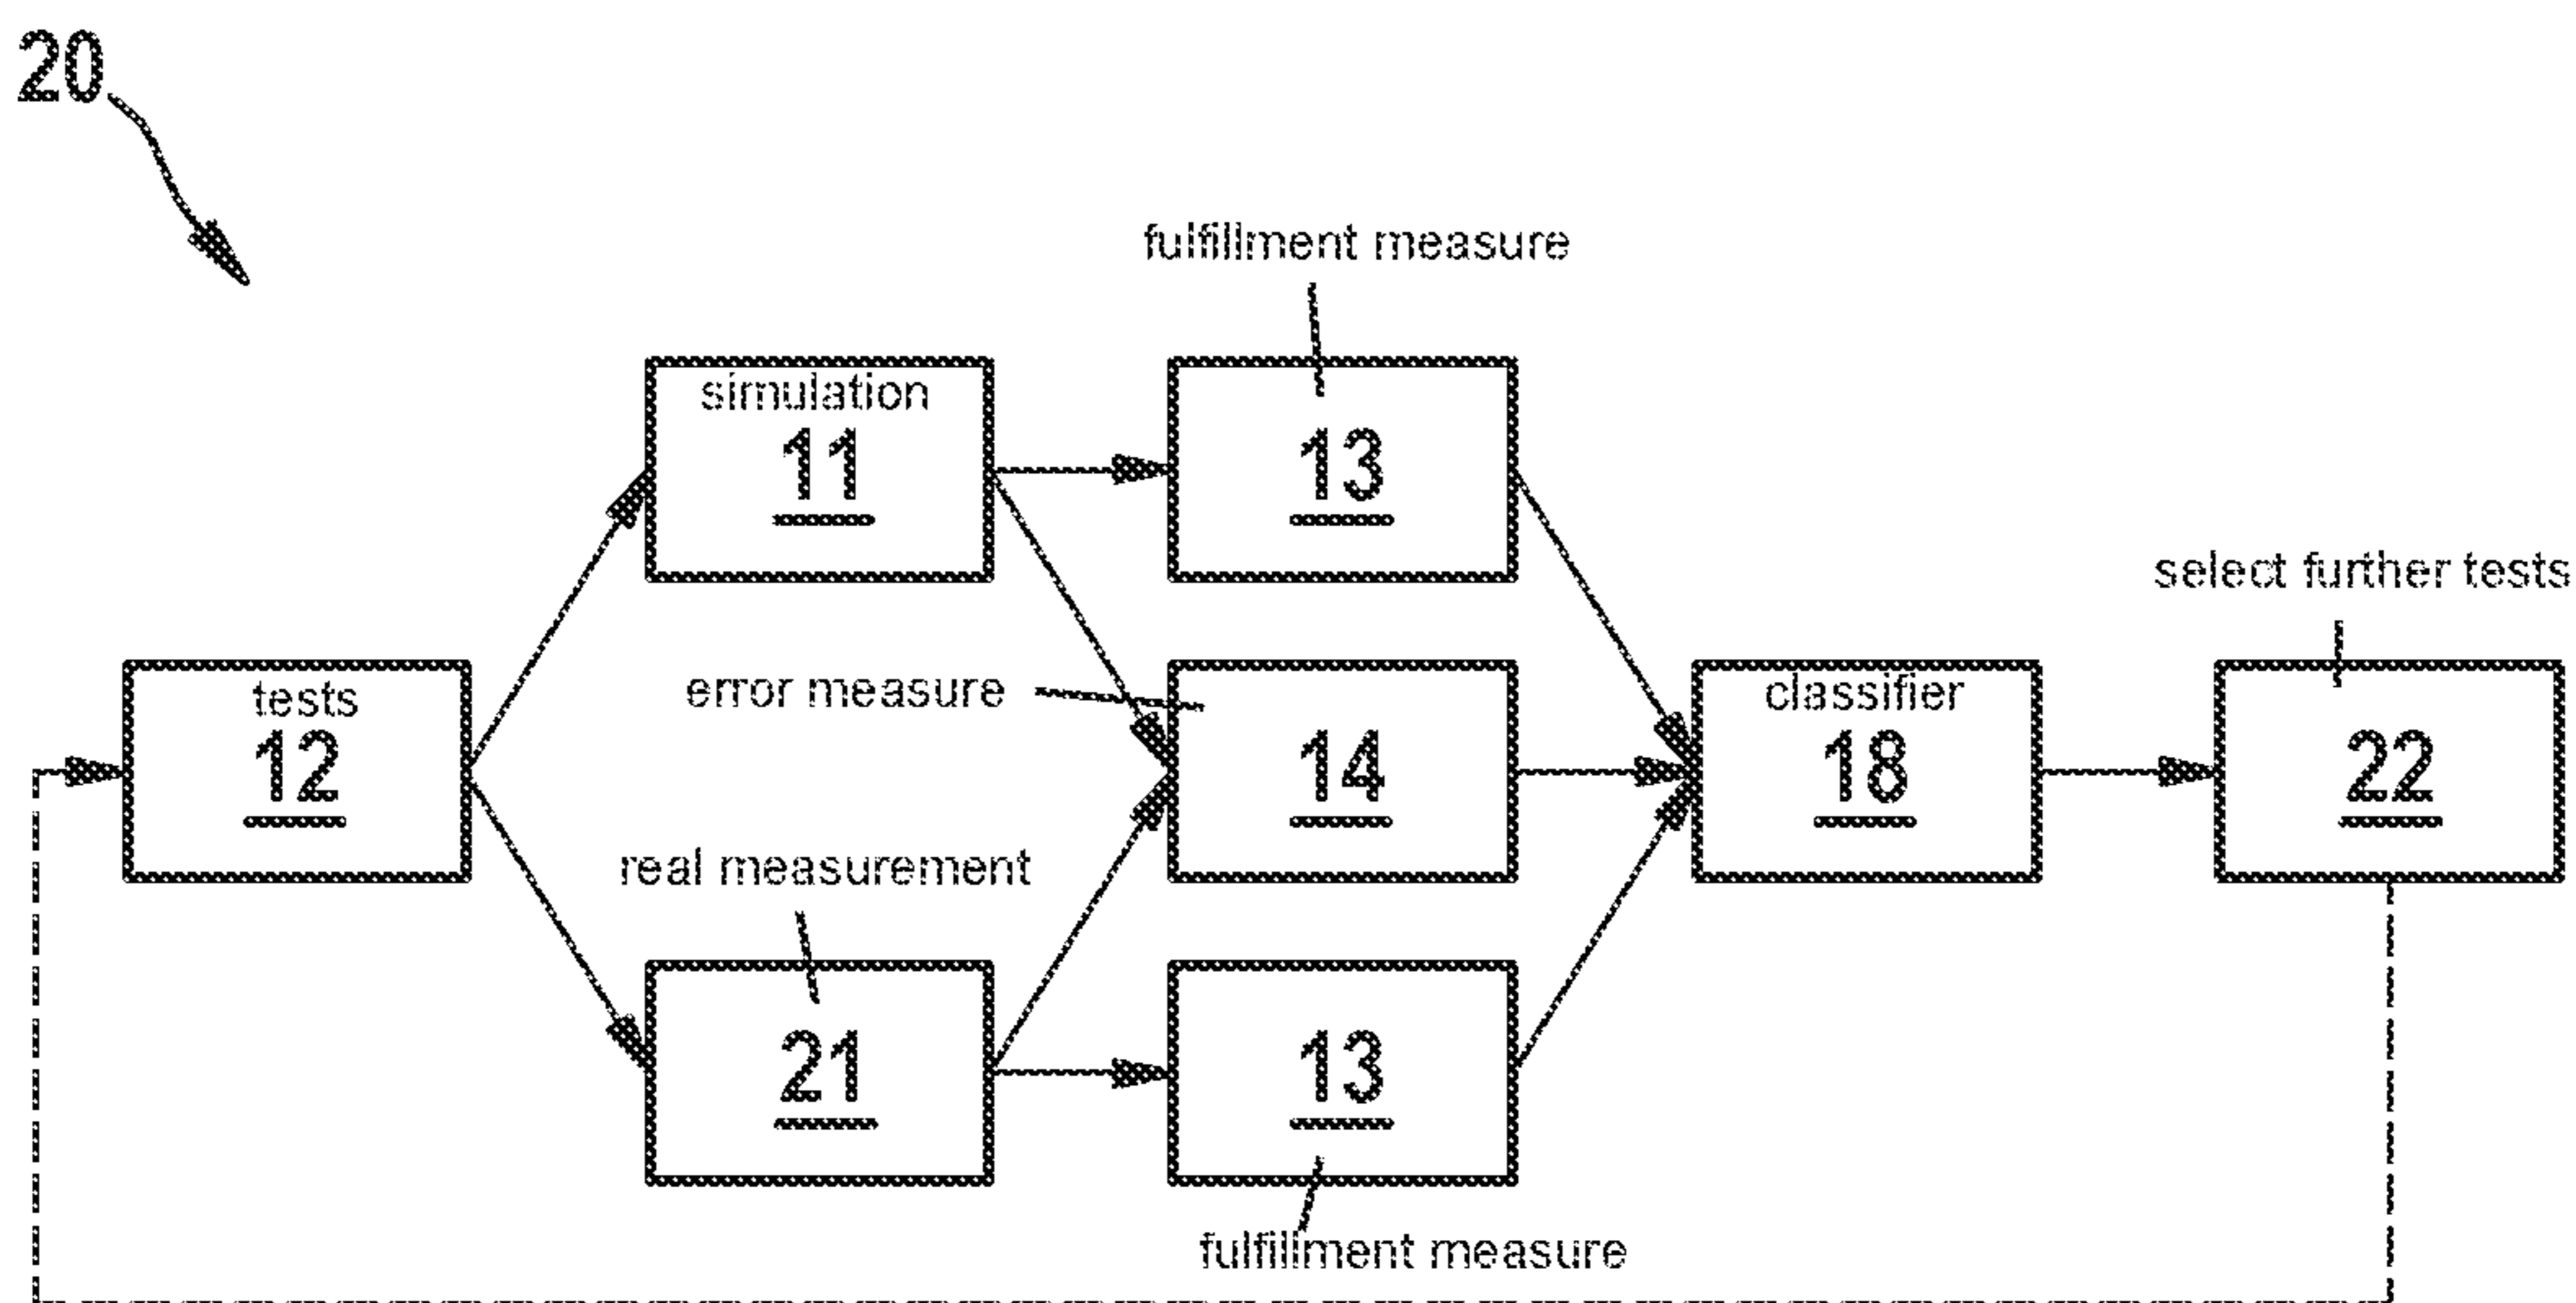 20
fulfillment measure
simulation
11
13
select further tests
error measure
tests
12
14
classifier
18
22
real measurement
21
13
fulfillment measure